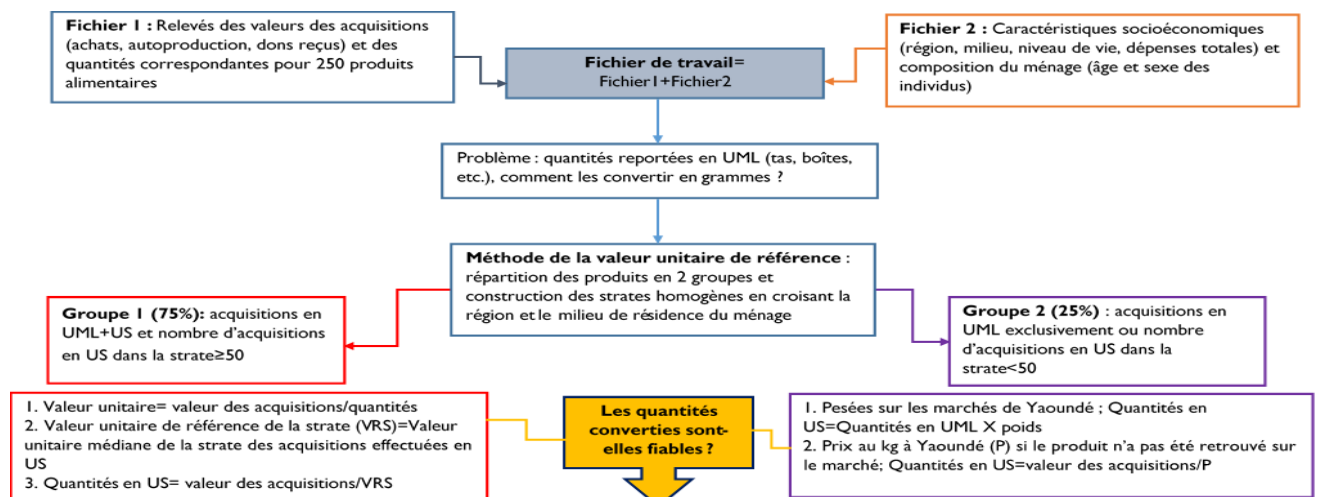 Fichier 1 : Relevés des valeurs des acquisitions
(achats, autoproduction, dons reçus) et des
quantités correspondantes pour 250 produits
alimentaires
Fichier de travail=
Fichier1+Fichier2
Fichier 2 : Caractéristiques socioéconomiques
(région, milieu, niveau de vie, dépenses totales) et
composition du ménage (âge et sexe des
individus)
Problème : quantités reportées en UML (tas, boîtes,
etc.), comment les convertir en grammes ?
Méthode de la valeur unitaire de référence :
répartition des produits en 2 groupes et
construction des strates homogènes en croisant la
région et le milieu de résidence du ménage
Groupe 1 (75%): acquisitions en
UML+US et nombre d'acquisitions
en US dans la strate≥50
Groupe 2 (25%) : acquisitions en
UML exclusivement ou nombre
d'acquisitions en US dans la
strate<50
1. Valeur unitaire= valeur des acquisitions/quantités
2. Valeur unitaire de référence de la strate (VRS)=Valeur
unitaire médiane de la strate des acquisitions effectuées en
US
3. Quantités en US= valeur des acquisitions/VRS
Les quantités
converties sont-
elles fiables ?
1. Pesées sur les marchés de Yaoundé ; Quantités en
US=Quantités en UML X poids
2. Prix au kg à Yaoundé (P) si le produit n'a pas été retrouvé sur
le marché; Quantités en US=valeur des acquisitions/P